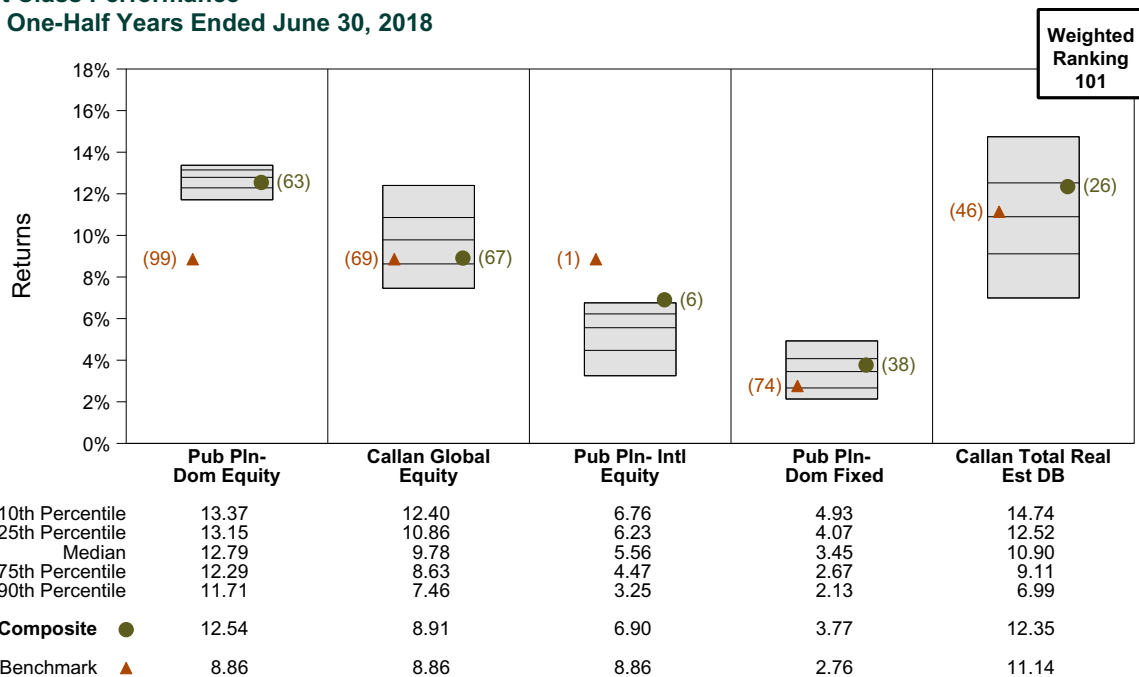 One-Half Years Ended June 30, 2018
Weighted
Ranking
101
18%
16%
14%
12%
10%
8%
6%
4%
2%
0%
Returns
(99) (63)
(69) (67)
(1) (6)
(74) (38)
(46) (26)
Pub Pln-
Dom Equity
Callan Global
Equity
Pub Pln- Intl
Equity
Pub Pln-
Dom Fixed
Callan Total Real
Est DB
10th Percentile 13.37 12.40 6.76 4.93 14.74
25th Percentile 13.15 10.86 6.23 4.07 12.52
Median 12.79 9.78 5.56 3.45 10.90
75th Percentile 12.29 8.63 4.47 2.67 9.11
90th Percentile 11.71 7.46 3.25 2.13 6.99
Composite 12.54 8.91 6.90 3.77 12.35
Benchmark 8.86 8.86 8.86 2.76 11.14